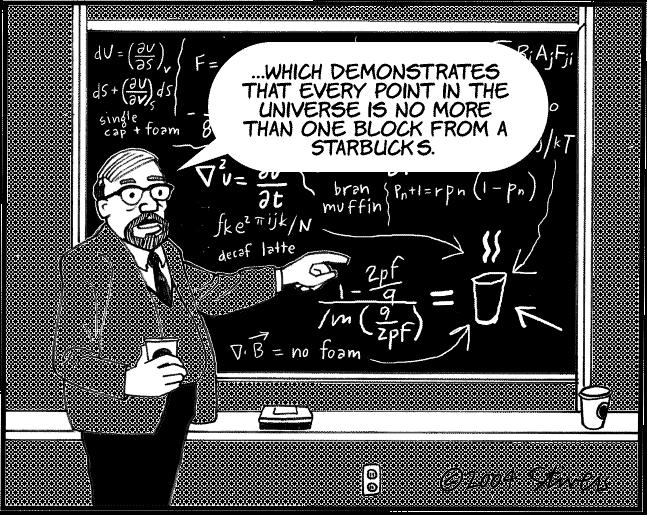 ...WHICH DEMONSTRATES
THAT EVERY POINT IN THE
UNIVERSE IS NO MORE
THAN ONE BLOCK FROM A
STARBUCKS.
dU = (∂U/∂S)v
dS + (∂U/∂V)s dS
single
cap + foam
F =
8
PjAjFji
/kT
∇²u = ∂u/∂t
bran
muffin
Pn+1 = rpn (1 - pn)
fke² πijk/N
decaf latte
1 - 2pf/q
/m (q/2pf)
=
∇·B = no foam
©2004